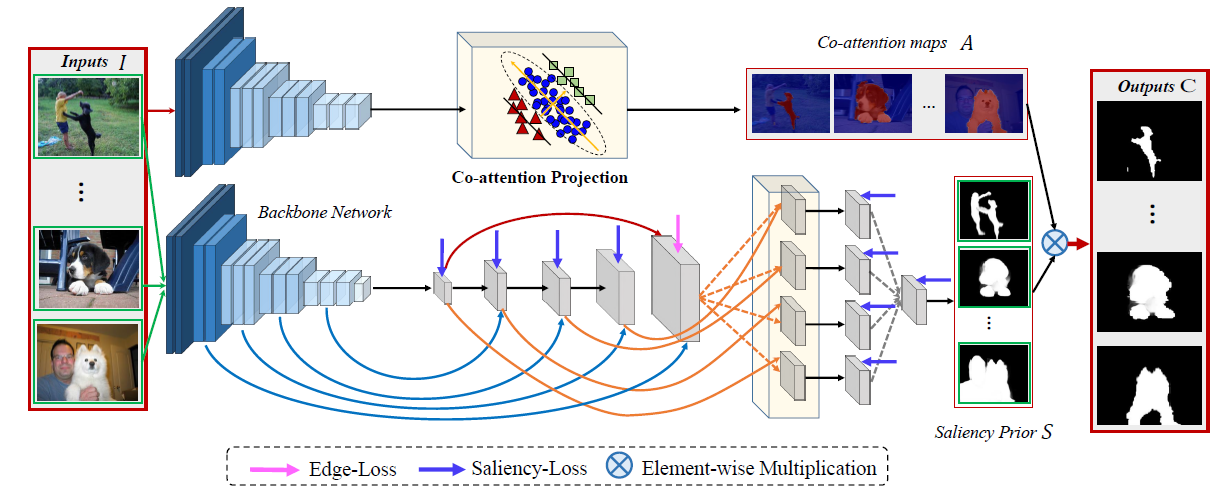 Inputs I
Co-attention Projection
Co-attention maps A
...
Outputs C
...
Backbone Network
...
...
Saliency Prior S
Edge-Loss
Saliency-Loss
Element-wise Multiplication